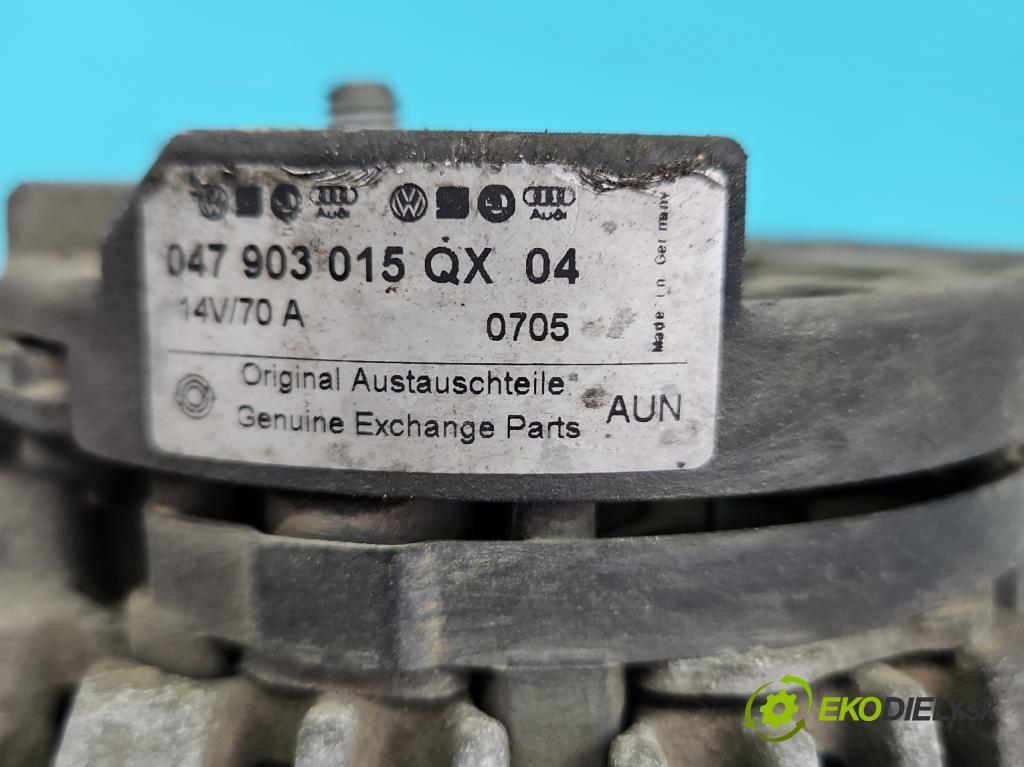 Audi Audi
047 903 015 QX 04
14V/70 A 0705
Made in Germany
Original Austauschteile
Genuine Exchange Parts
AUN
EKODIELY.SK